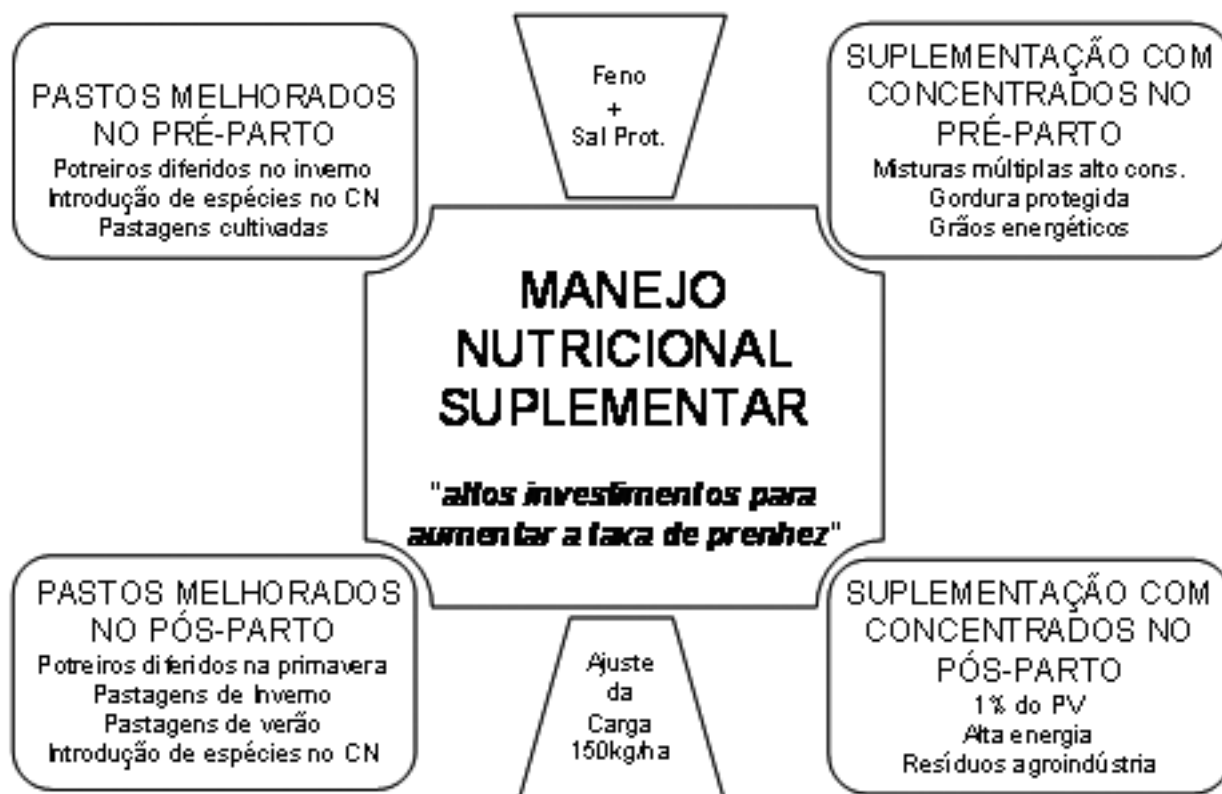 PASTOS MELHORADOS
NO PRÉ-PARTO
Potreiros diferidos no inverno
Introdução de espécies no CN
Pastagens cultivadas
Feno
+
Sal Prot.
SUPLEMENTAÇÃO COM
CONCENTRADOS NO
PRÉ-PARTO
Misturas múltiplas alto cons.
Gordura protegida
Grãos energéticos
MANEJO
NUTRICIONAL
SUPLEMENTAR
"altos investimentos para
aumentar a taxa de prenhez"
PASTOS MELHORADOS
NO PÓS-PARTO
Potreiros diferidos na primavera
Pastagens de Inverno
Pastagens de verão
Introdução de espécies no CN
Ajuste
da
Carga
150kg/ha
SUPLEMENTAÇÃO COM
CONCENTRADOS NO
PÓS-PARTO
1% do PV
Alta energia
Resíduos agroindústria